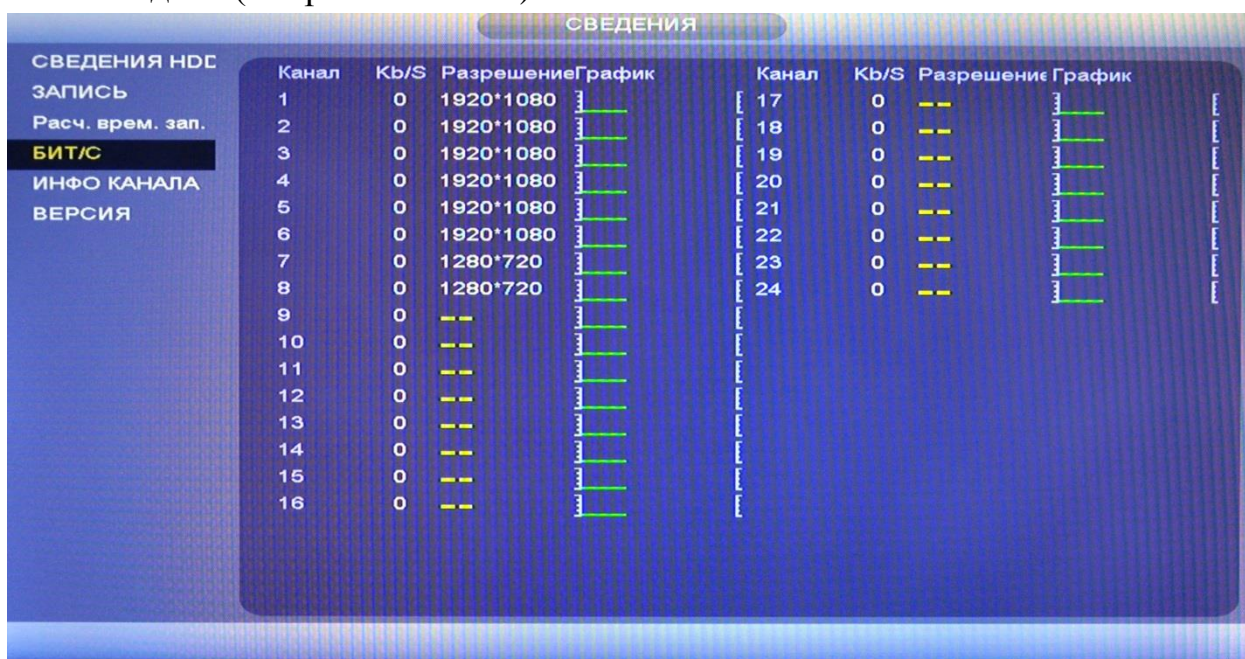 СВЕДЕНИЯ
СВЕДЕНИЯ HDD
ЗАПИСЬ
Расч. врем. зап.
БИТ/С
ИНФО КАНАЛА
ВЕРСИЯ
Канал Kb/S Разрешение График Канал Kb/S Разрешение График
1 0 1920*1080 17 0 --
2 0 1920*1080 18 0 --
3 0 1920*1080 19 0 --
4 0 1920*1080 20 0 --
5 0 1920*1080 21 0 --
6 0 1920*1080 22 0 --
7 0 1280*720 23 0 --
8 0 1280*720 24 0 --
9 0 --
10 0 --
11 0 --
12 0 --
13 0 --
14 0 --
15 0 --
16 0 --